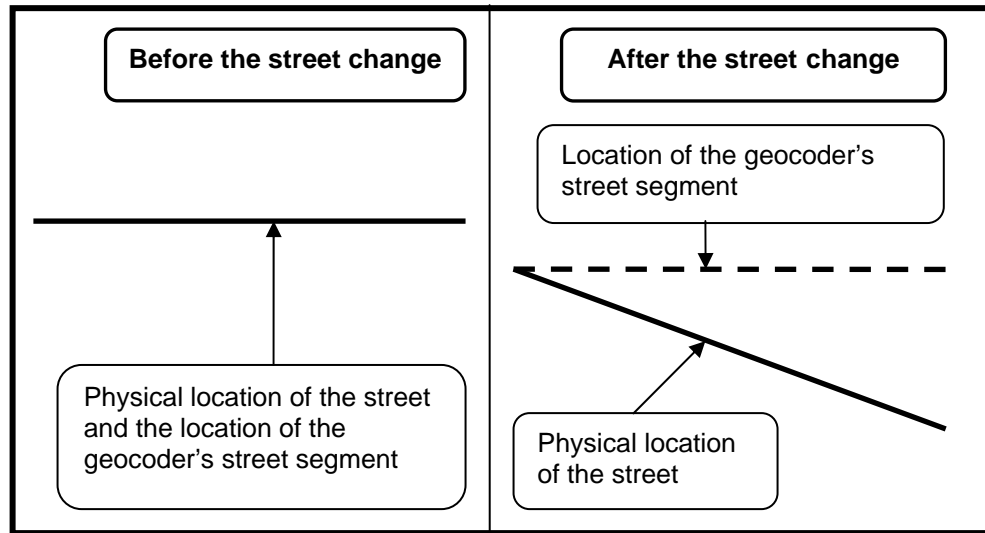 Before the street change
Physical location of the street
and the location of the
geocoder's street segment
After the street change
Location of the geocoder's
street segment
Physical location
of the street